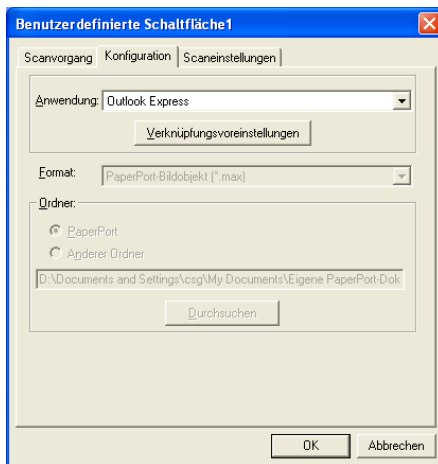 Benutzerdefinierte Schaltfläche1
Scanvorgang Konfiguration Scaneinstellungen
Anwendung: Outlook Express
Verknüpfungsvoreinstellungen
Format: PaperPort-Bildobjekt (*.max)
Ordner:
PaperPort
Anderer Ordner
D:\Documents and Settings\csg\My Documents\Eigene PaperPort-Dok
Durchsuchen
OK Abbrechen